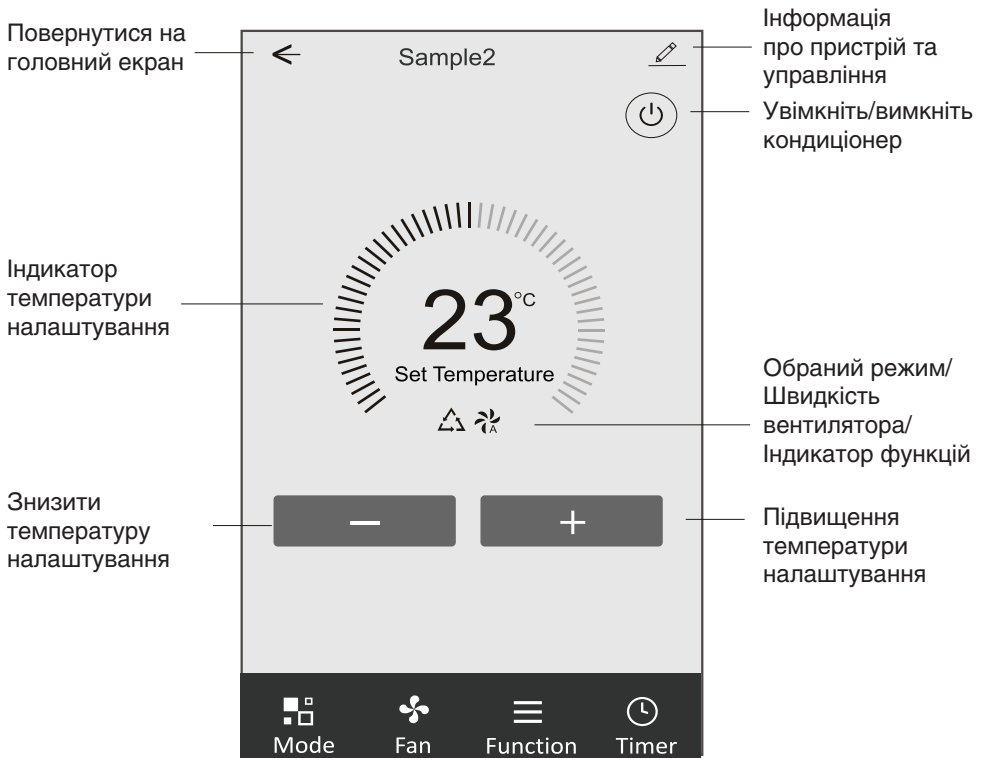 Повернутися на
головний екран
Sample2
Інформація
про пристрій та
управління
Увімкніть/вимкніть
кондиціонер
Індикатор
температури
налаштування
23°C
Set Temperature
A
Обраний режим/
Швидкість
вентилятора/
Індикатор функцій
Знизити
температуру
налаштування
−
+
Підвищення
температури
налаштування
Mode
Fan
Function
Timer